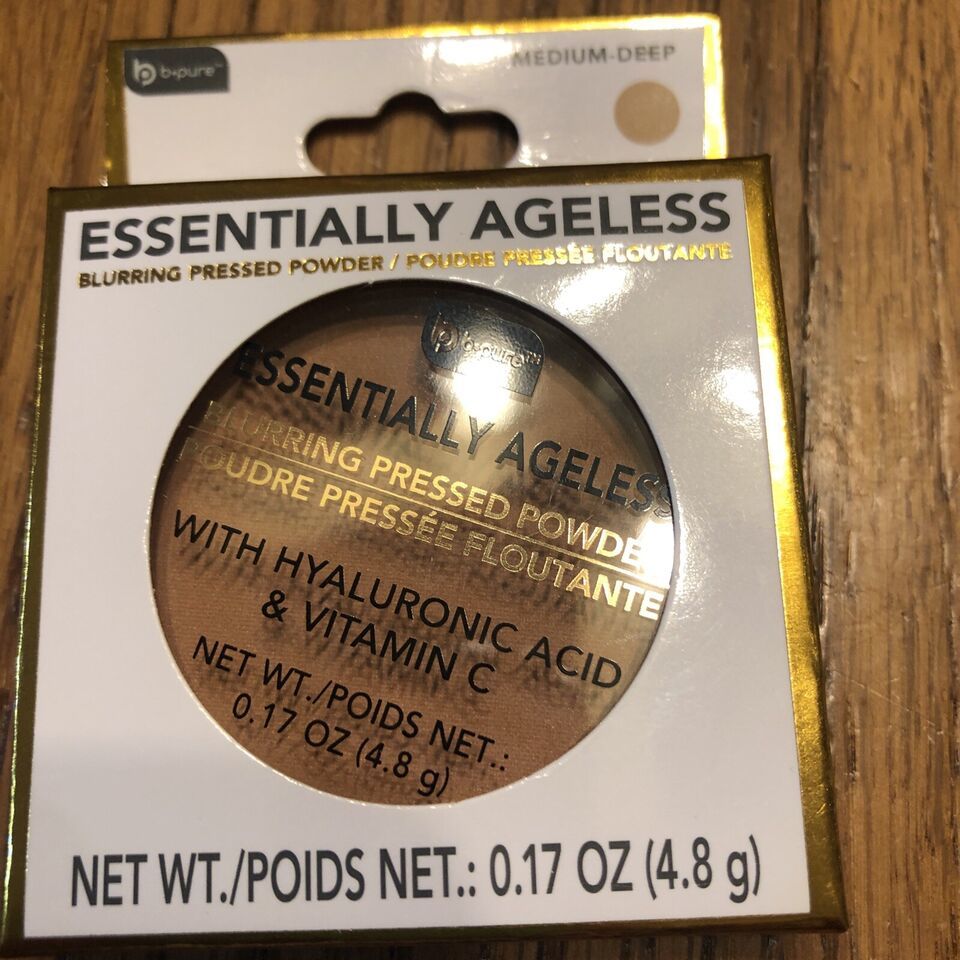 b•pure™
MEDIUM-DEEP
ESSENTIALLY AGELESS
BLURRING PRESSED POWDER / POUDRE PRESSÉE FLOUTANTE
b•pure™
ESSENTIALLY AGELESS
BLURRING PRESSED POWDER
POUDRE PRESSÉE FLOUTANTE
WITH HYALURONIC ACID
& VITAMIN C
NET WT./POIDS NET.:
0.17 OZ (4.8 g)
NET WT./POIDS NET.: 0.17 OZ (4.8 g)